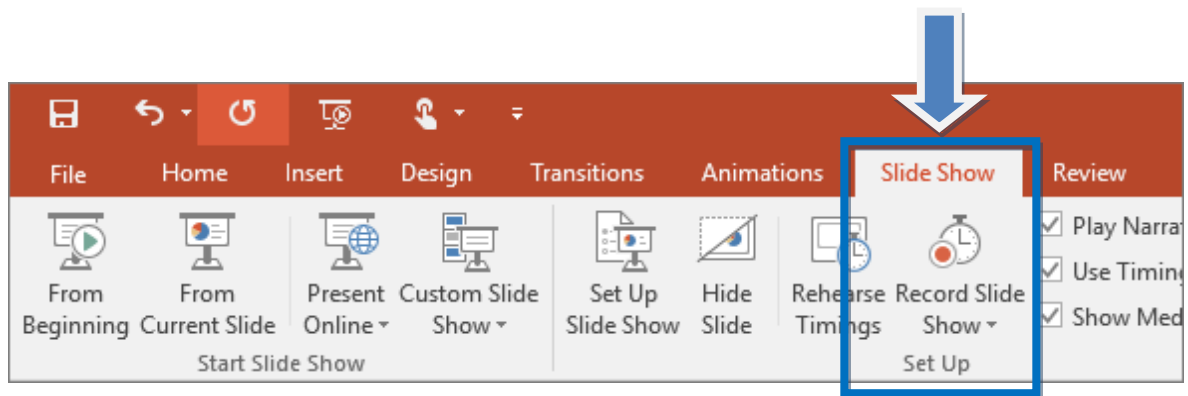 File Home Insert Design Transitions Animations Slide Show Review
From Beginning
From Current Slide
Present Online
Custom Slide Show
Set Up Slide Show
Hide Slide
Rehearse Timings
Record Slide Show
Play Narra
Use Timing
Show Med
Start Slide Show
Set Up